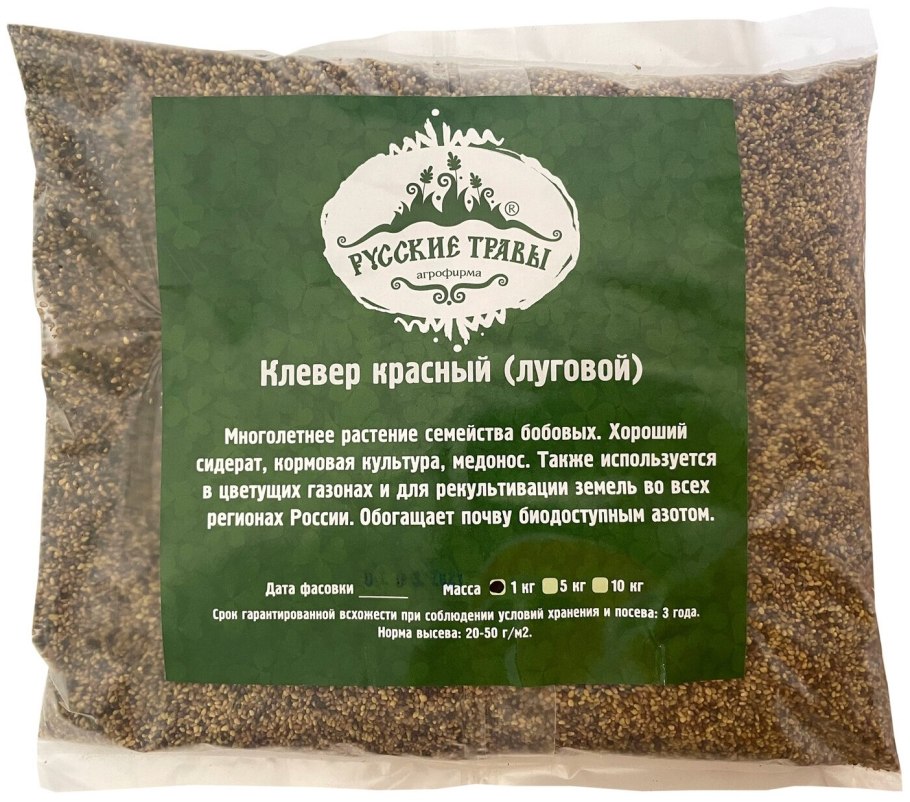 РУССКИЕ ТРАВЫ ®
агрофирма
Клевер красный (луговой)
Многолетнее растение семейства бобовых. Хороший
сидерат, кормовая культура, медонос. Также используется
в цветущих газонах и для рекультивации земель во всех
регионах России. Обогащает почву биодоступным азотом.
Дата фасовки ______ Масса 1 кг 5 кг 10 кг
Срок гарантированной всхожести при соблюдении условий хранения и посева: 3 года.
Норма высева: 20-50 г/м2.